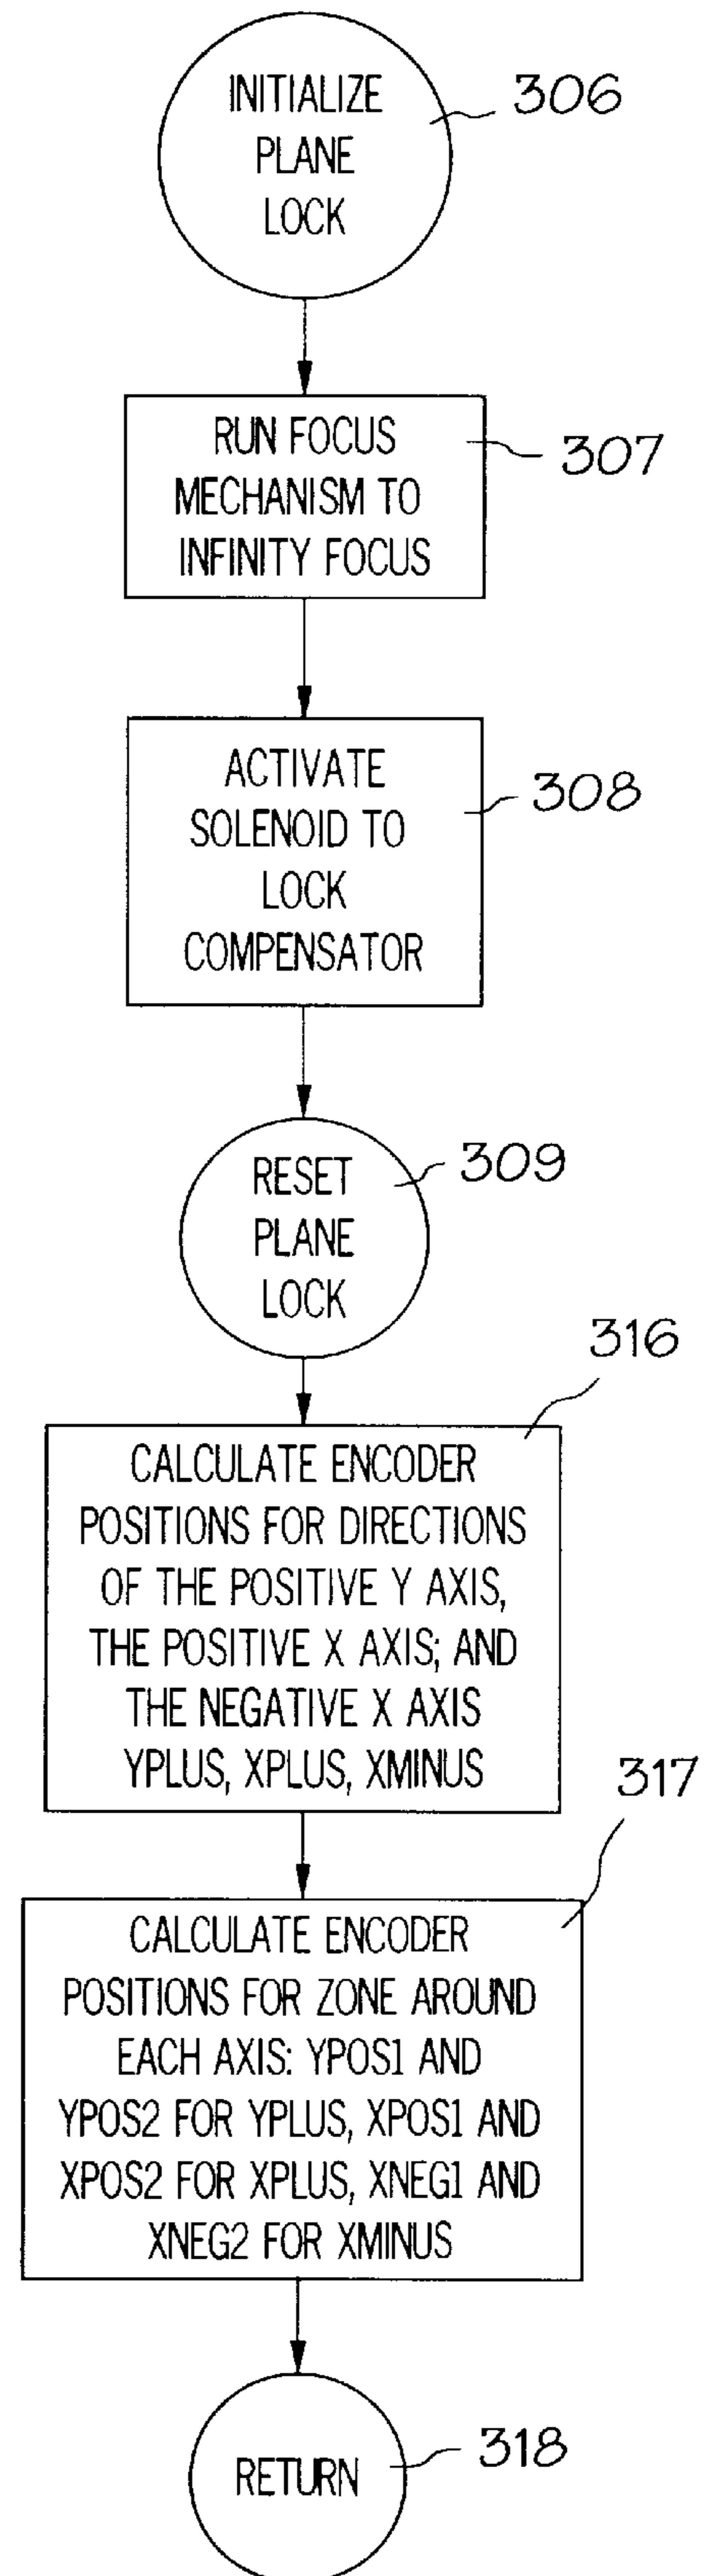 INITIALIZE
PLANE
LOCK
306
RUN FOCUS
MECHANISM TO
INFINITY FOCUS
307
ACTIVATE
SOLENOID TO
LOCK
COMPENSATOR
308
RESET
PLANE
LOCK
309
316
CALCULATE ENCODER
POSITIONS FOR DIRECTIONS
OF THE POSITIVE Y AXIS,
THE POSITIVE X AXIS; AND
THE NEGATIVE X AXIS
YPLUS, XPLUS, XMINUS
317
CALCULATE ENCODER
POSITIONS FOR ZONE AROUND
EACH AXIS: YPOS1 AND
YPOS2 FOR YPLUS, XPOS1 AND
XPOS2 FOR XPLUS, XNEG1 AND
XNEG2 FOR XMINUS
RETURN
318